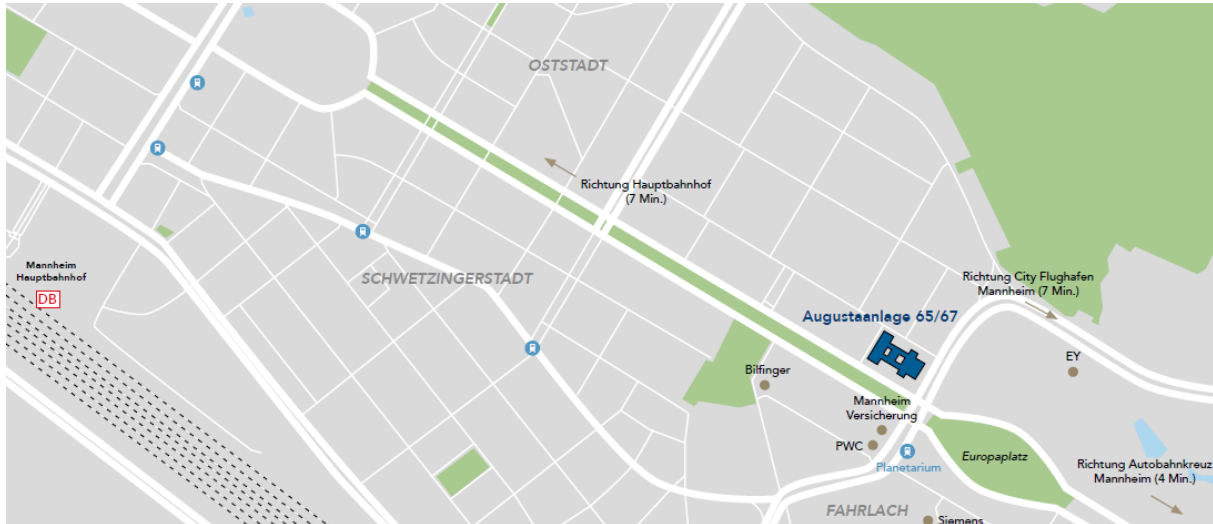 OSTSTADT
Richtung Hauptbahnhof
(7 Min.)
Mannheim
Hauptbahnhof
DB
SCHWETZINGERSTADT
Richtung City Flughafen
Mannheim (7 Min.)
Augustaanlage 65/67
EY
Bilfinger
Mannheim
Versicherung
PWC
Planetarium
Europaplatz
Richtung Autobahnkreuz
Mannheim (4 Min.)
FAHRLACH
Siemens